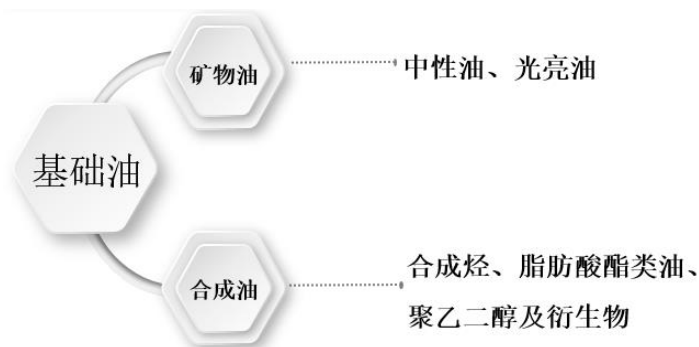 矿物油
中性油、光亮油
基础油
合成油
合成烃、脂肪酸酯类油、
聚乙二醇及衍生物